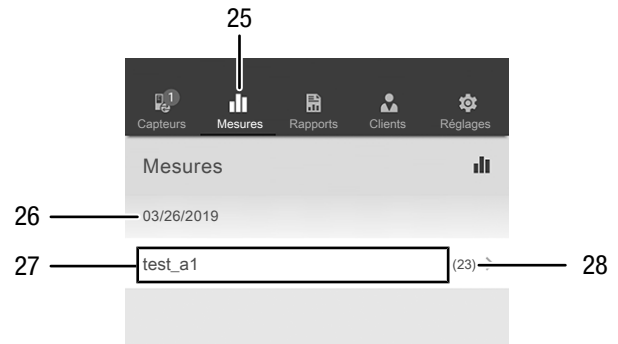 25
1
Capteurs Mesures Rapports Clients Réglages
Mesures
26 03/26/2019
27 test_a1 (23) 28